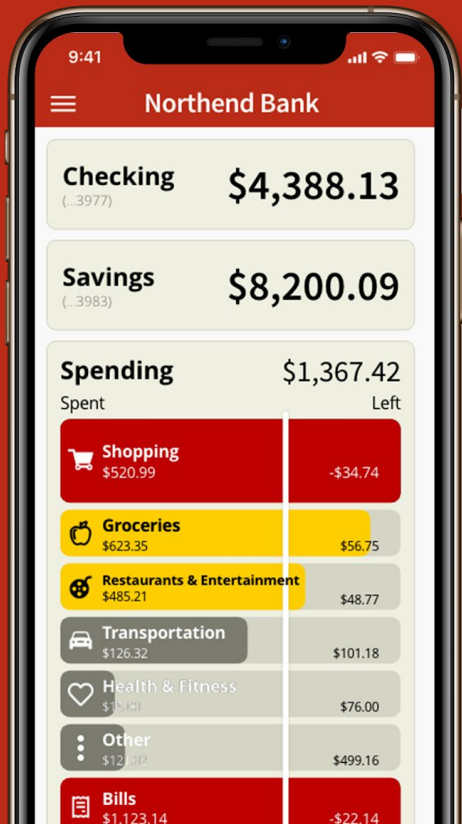 9:41
Northend Bank
Checking
$4,388.13
(...3977)
Savings
$8,200.09
(...3983)
Spending
$1,367.42
Spent
Left
Shopping
$520.99
-$34.74
Groceries
$623.35
$56.75
Restaurants & Entertainment
$485.21
$48.77
Transportation
$126.32
$101.18
Health & Fitness
$76.00
Other
$499.16
Bills
$1,123.14
-$22.14